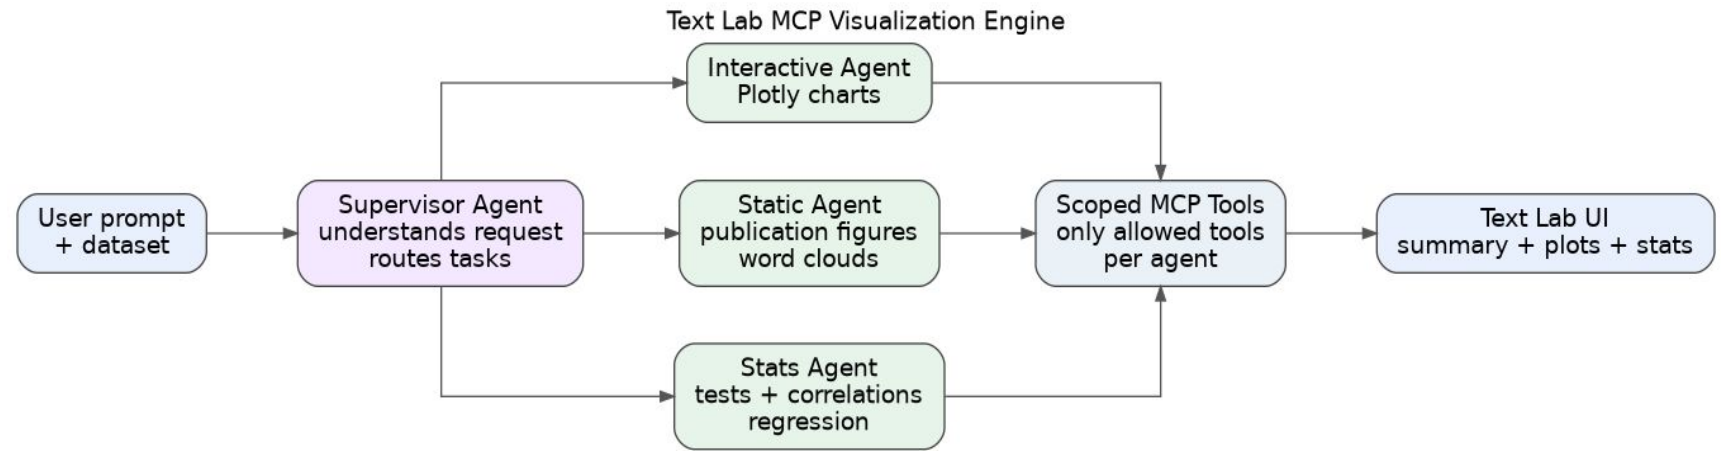 Text Lab MCP Visualization Engine
Interactive Agent
Plotly charts
User prompt
+ dataset
Supervisor Agent
understands request
routes tasks
Static Agent
publication figures
word clouds
Scoped MCP Tools
only allowed tools
per agent
Text Lab UI
summary + plots + stats
Stats Agent
tests + correlations
regression